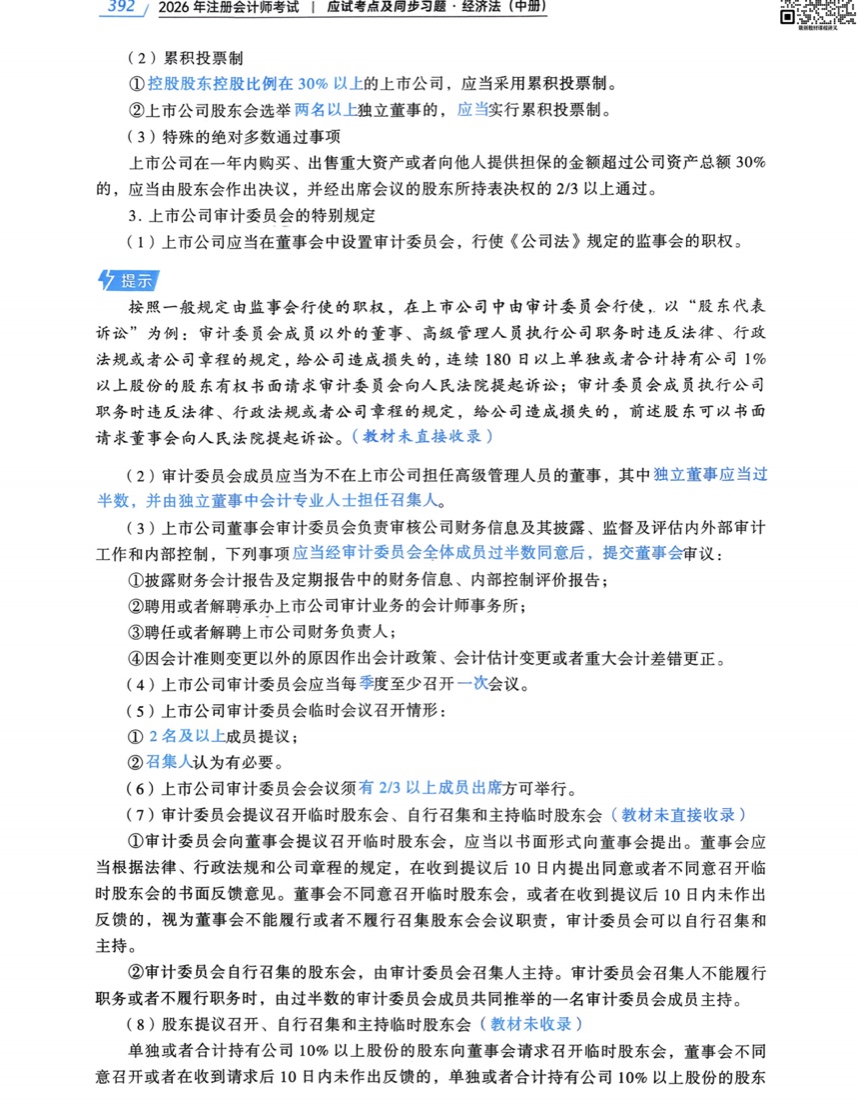 392 2026 年注册会计师考试 | 应试考点及同步习题·经济法（中册）
（2）累积投票制
①控股股东控股比例在 30% 以上的上市公司，应当采用累积投票制。
②上市公司股东会选举两名以上独立董事的，应当实行累积投票制。
（3）特殊的绝对多数通过事项
上市公司在一年内购买、出售重大资产或者向他人提供担保的金额超过公司资产总额 30%
的，应当由股东会作出决议，并经出席会议的股东所持表决权的 2/3 以上通过。
3. 上市公司审计委员会的特别规定
（1）上市公司应当在董事会中设置审计委员会，行使《公司法》规定的监事会的职权。
提示
按照一般规定由监事会行使的职权，在上市公司中由审计委员会行使，以“股东代表
诉讼”为例：审计委员会成员以外的董事、高级管理人员执行公司职务时违反法律、行政
法规或者公司章程的规定，给公司造成损失的，连续 180 日以上单独或者合计持有公司 1%
以上股份的股东有权书面请求审计委员会向人民法院提起诉讼；审计委员会成员执行公司
职务时违反法律、行政法规或者公司章程的规定，给公司造成损失的，前述股东可以书面
请求董事会向人民法院提起诉讼。（教材未直接收录）
（2）审计委员会成员应当为不在上市公司担任高级管理人员的董事，其中独立董事应当过
半数，并由独立董事中会计专业人士担任召集人。
（3）上市公司董事会审计委员会负责审核公司财务信息及其披露、监督及评估内外部审计
工作和内部控制，下列事项应当经审计委员会全体成员过半数同意后，提交董事会审议：
①披露财务会计报告及定期报告中的财务信息、内部控制评价报告；
②聘用或者解聘承办上市公司审计业务的会计师事务所；
③聘任或者解聘上市公司财务负责人；
④因会计准则变更以外的原因作出会计政策、会计估计变更或者重大会计差错更正。
（4）上市公司审计委员会应当每季度至少召开一次会议。
（5）上市公司审计委员会临时会议召开情形：
① 2 名及以上成员提议；
②召集人认为有必要。
（6）上市公司审计委员会会议须有 2/3 以上成员出席方可举行。
（7）审计委员会提议召开临时股东会、自行召集和主持临时股东会（教材未直接收录）
①审计委员会向董事会提议召开临时股东会，应当以书面形式向董事会提出。董事会应
当根据法律、行政法规和公司章程的规定，在收到提议后 10 日内提出同意或者不同意召开临
时股东会的书面反馈意见。董事会不同意召开临时股东会，或者在收到提议后 10 日内未作出
反馈的，视为董事会不能履行或者不履行召集股东会会议职责，审计委员会可以自行召集和
主持。
②审计委员会自行召集的股东会，由审计委员会召集人主持。审计委员会召集人不能履行
职务或者不履行职务时，由过半数的审计委员会成员共同推举的一名审计委员会成员主持。
（8）股东提议召开、自行召集和主持临时股东会（教材未收录）
单独或者合计持有公司 10% 以上股份的股东向董事会请求召开临时股东会，董事会不同
意召开或者在收到请求后 10 日内未作出反馈的，单独或者合计持有公司 10% 以上股份的股东